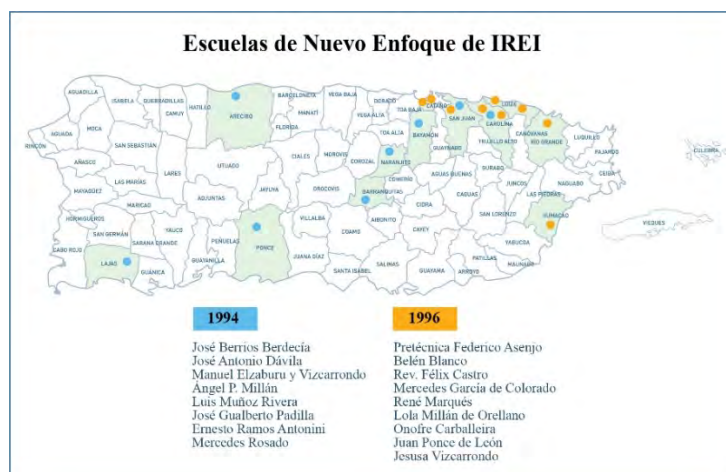 Escuelas de Nuevo Enfoque de IREI
AGUADILLA
ISABELA
QUEBRADILLAS
CAMUY
HATILLO
ARECIBO
BARCELONETA
MANATÍ
VEGA BAJA
VEGA ALTA
DORADO
TOA BAJA
CATAÑO
SAN JUAN
LOÍZA
CAROLINA
CANÓVANAS
RÍO GRANDE
LUQUILLO
FAJARDO
CULEBRA
RINCÓN
AGUADA
MOCA
SAN SEBASTIÁN
FLORIDA
TOA ALTA
BAYAMÓN
GUAYNABO
TRUJILLO ALTO
CEIBA
AÑASCO
LARES
UTUADO
CIALES
MOROVIS
COROZAL
NARANJITO
COMERÍO
AGUAS BUENAS
GURABO
JUNCOS
LAS PIEDRAS
NAGUABO
MAYAGÜEZ
LAS MARÍAS
MARICAO
ADJUNTAS
JAYUYA
OROCOVIS
BARRANQUITAS
CIDRA
CAGUAS
SAN LORENZO
HUMACAO
VIEQUES
HORMIGUEROS
SAN GERMÁN
CABO ROJO
SABANA GRANDE
YAUCO
GUAYANILLA
PEÑUELAS
PONCE
VILLALBA
JUANA DÍAZ
COAMO
AIBONITO
CAYEY
YABUCOA
LAJAS
GUÁNICA
SANTA ISABEL
SALINAS
GUAYAMA
ARROYO
PATILLAS
MAUNABO
1994
José Berrios Berdecía
José Antonio Dávila
Manuel Elzaburu y Vizcarrondo
Ángel P. Millán
Luis Muñoz Rivera
José Gualberto Padilla
Ernesto Ramos Antonini
Mercedes Rosado
1996
Pretécnica Federico Asenjo
Belén Blanco
Rev. Félix Castro
Mercedes García de Colorado
René Marqués
Lola Millán de Orellano
Onofre Carballeira
Juan Ponce de León
Jesusa Vizcarrondo